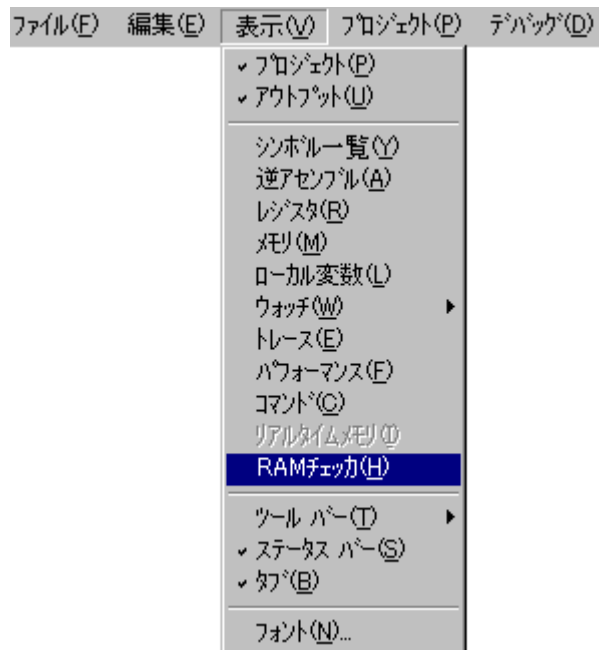 ファイル(F) 編集(E) 表示(V) プロジェクト(P) デバッグ(D)
プロジェクト(P)
アウトプット(U)
シンボル一覧(Y)
逆アセンブル(A)
レジスタ(R)
メモリ(M)
ローカル変数(L)
ウォッチ(W)
トレース(E)
パフォーマンス(F)
コマンド(C)
リアルタイムメモリ(I)
RAMチェッカ(H)
ツール バー(T)
ステータス バー(S)
タブ(B)
フォント(N)...